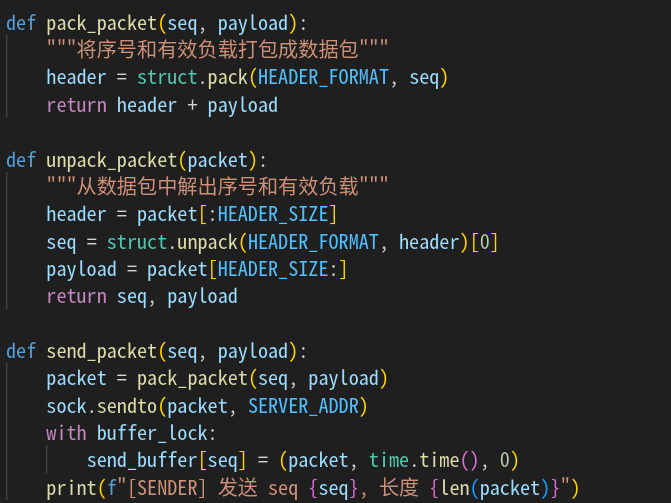 def pack_packet(seq, payload):
    """将序号和有效负载打包成数据包"""
    header = struct.pack(HEADER_FORMAT, seq)
    return header + payload

def unpack_packet(packet):
    """从数据包中解出序号和有效负载"""
    header = packet[:HEADER_SIZE]
    seq = struct.unpack(HEADER_FORMAT, header)[0]
    payload = packet[HEADER_SIZE:]
    return seq, payload

def send_packet(seq, payload):
    packet = pack_packet(seq, payload)
    sock.sendto(packet, SERVER_ADDR)
    with buffer_lock:
        send_buffer[seq] = (packet, time.time(), 0)
    print(f"[SENDER] 发送 seq {seq}, 长度 {len(packet)}")